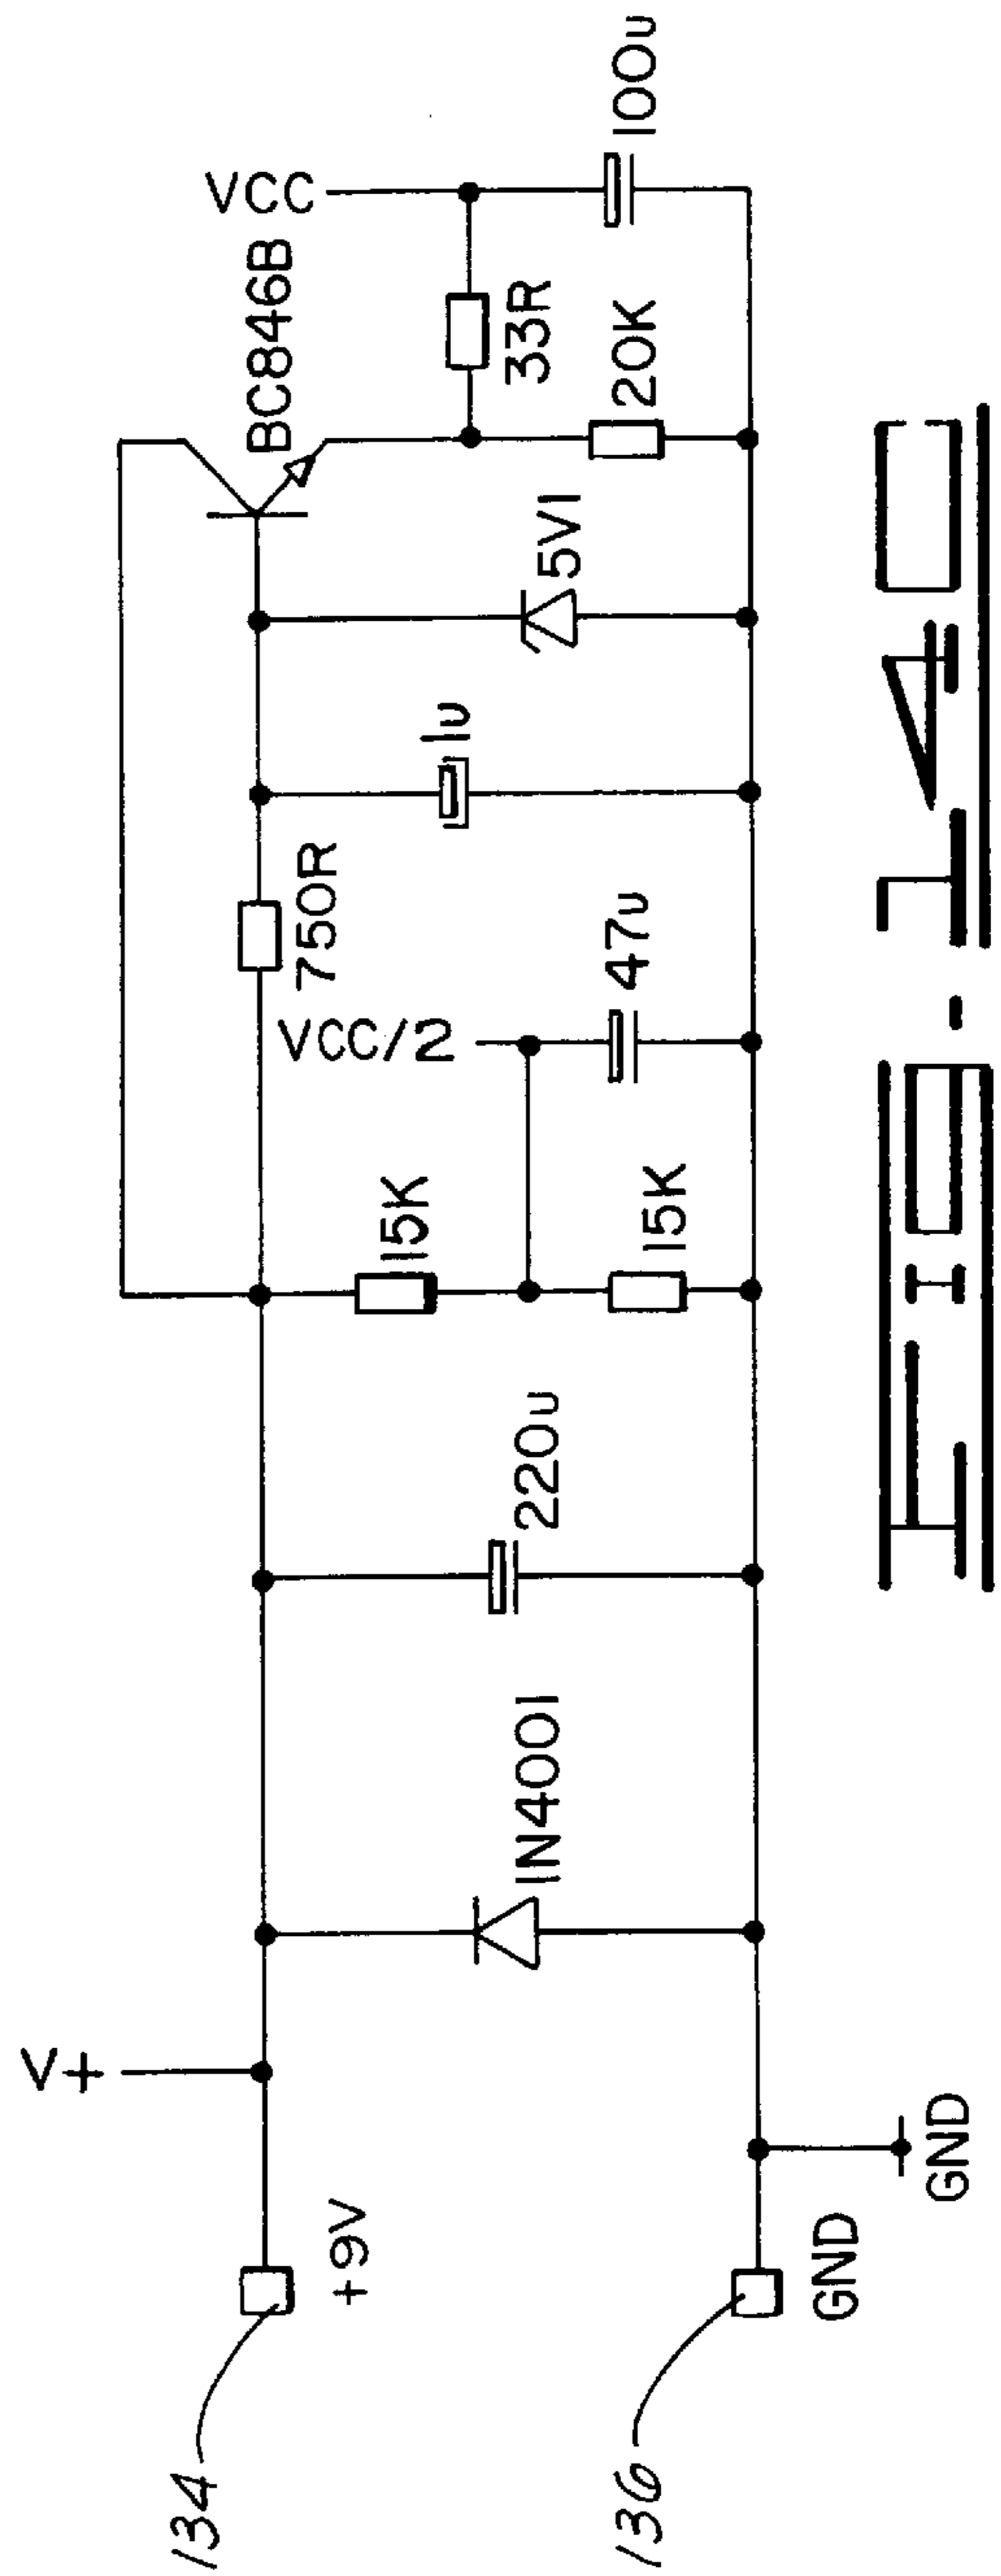 V+
134
+9V
136
GND
GND
1N4001
220u
15K
15K
VCC/2
47u
750R
1u
5V1
BC846B
33R
20K
VCC
100u
FIG.-14D